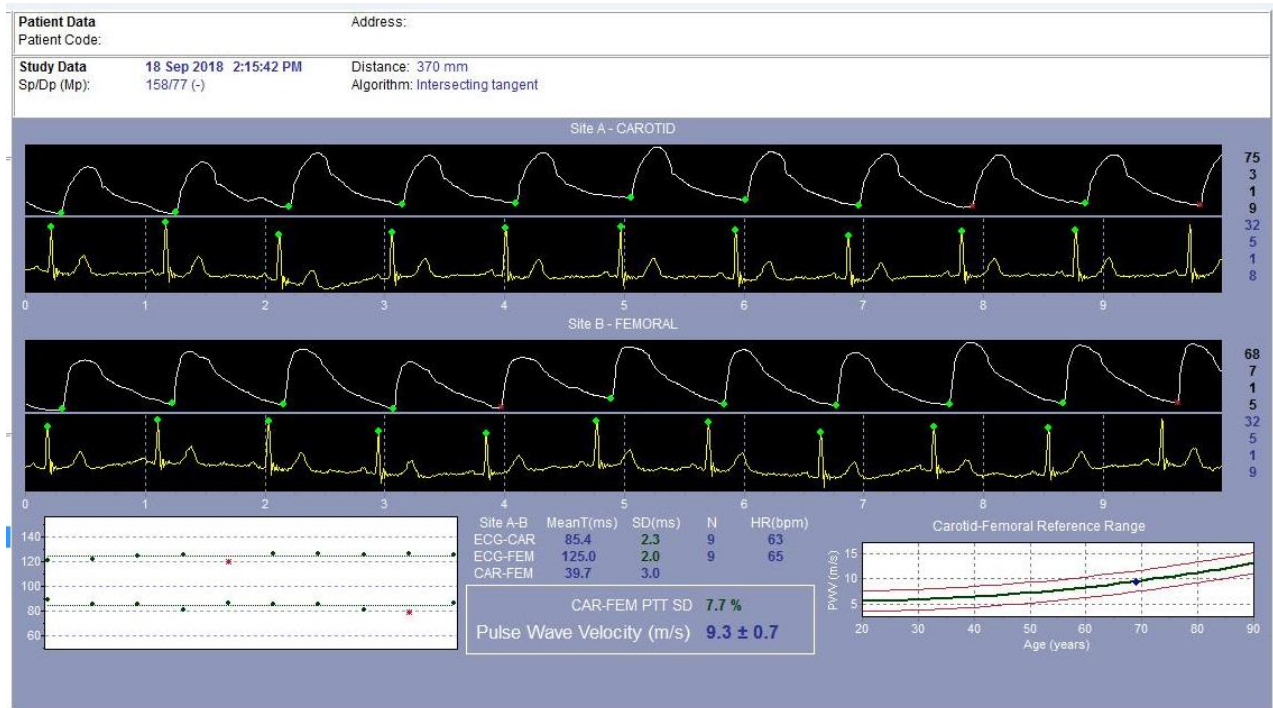 Patient Data Address:
Patient Code:
Study Data 18 Sep 2018 2:15:42 PM Distance: 370 mm
Sp/Dp (Mp): 158/77 (-) Algorithm: Intersecting tangent
Site A - CAROTID
75
3
1
9
32
5
1
8
0 1 2 3 4 5 6 7 8 9
Site B - FEMORAL
68
7
1
5
32
5
1
9
0 1 2 3 4 5 6 7 8 9
140
120
100
80
60
Site A-B MeanT(ms) SD(ms) N HR(bpm)
ECG-CAR 85.4 2.3 9 63
ECG-FEM 125.0 2.0 9 65
CAR-FEM 39.7 3.0
CAR-FEM PTT SD 7.7 %
Pulse Wave Velocity (m/s) 9.3 ± 0.7
Carotid-Femoral Reference Range
PWV (m/s)
15
10
5
20 30 40 50 60 70 80 90
Age (years)